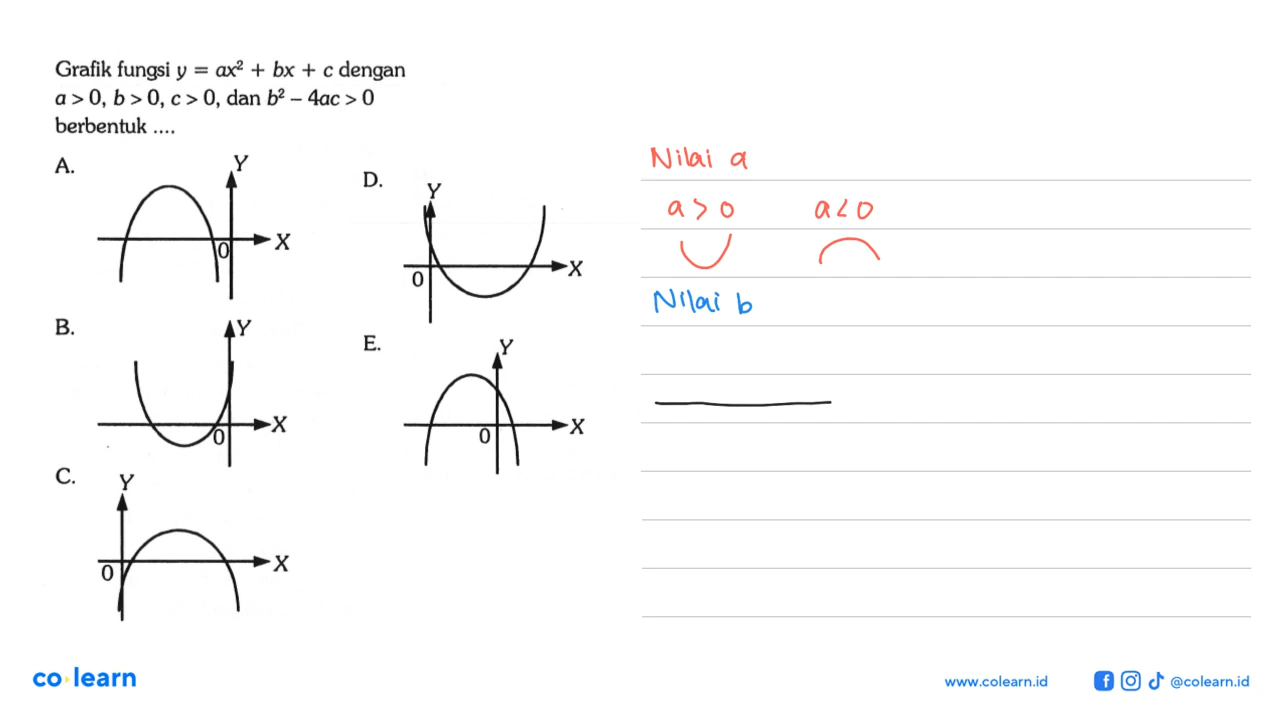 Grafik fungsi y = ax² + bx + c dengan
a > 0, b > 0, c > 0, dan b² – 4ac > 0
berbentuk ....
A.
Y
0
X
B.
Y
0
X
C.
Y
0
X
D.
Y
0
X
E.
Y
0
X
Nilai a
a > 0 a < 0
Nilai b
co learn
www.colearn.id
@colearn.id